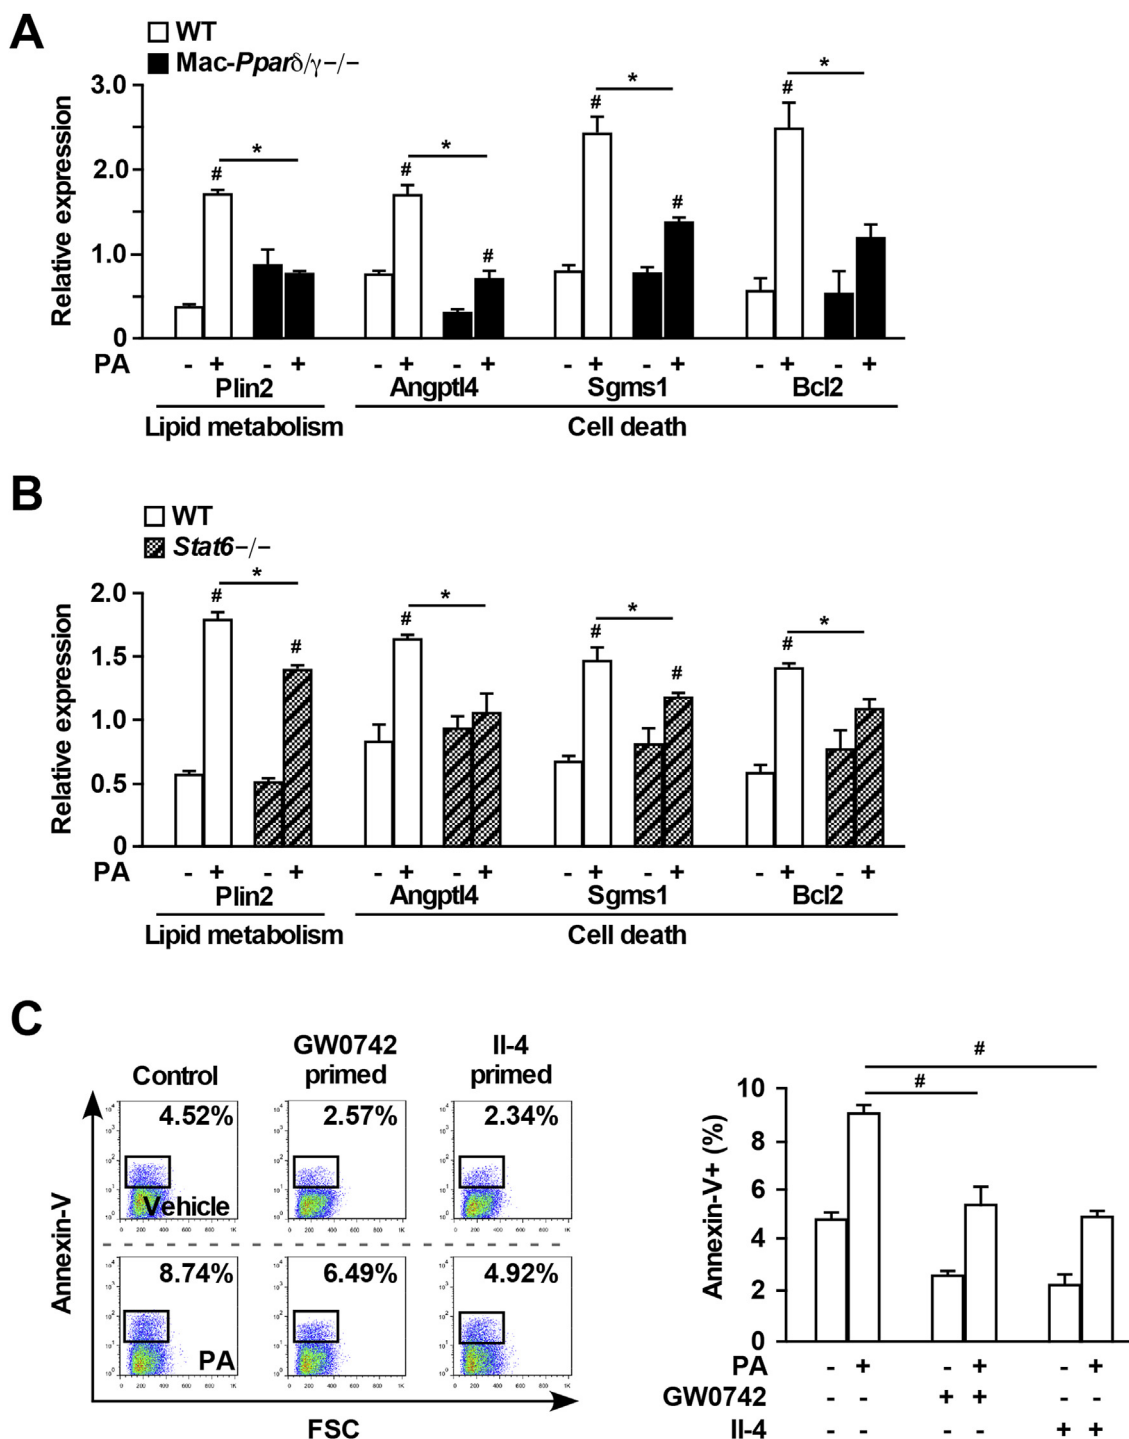 A
WT
Mac-Pparδ/γ−/−
Relative expression
3.0
2.0
1.0
0
* * * *
# # # # # #
PA - + - + - + - + - + - + - + - +
Plin2 Angptl4 Sgms1 Bcl2
Lipid metabolism Cell death
B
WT
Stat6−/−
Relative expression
2.0
1.5
1.0
0.5
0
* * * *
# # # # # #
PA - + - + - + - + - + - + - + - +
Plin2 Angptl4 Sgms1 Bcl2
Lipid metabolism Cell death
C
Control
GW0742
primed
Il-4
primed
4.52% 2.57% 2.34%
Vehicle
8.74% 6.49% 4.92%
PA
Annexin-V
FSC
Annexin-V+ (%)
10
8
6
4
2
0
#
#
PA - + - + - +
GW0742 - - + + - -
Il-4 - - - - + +